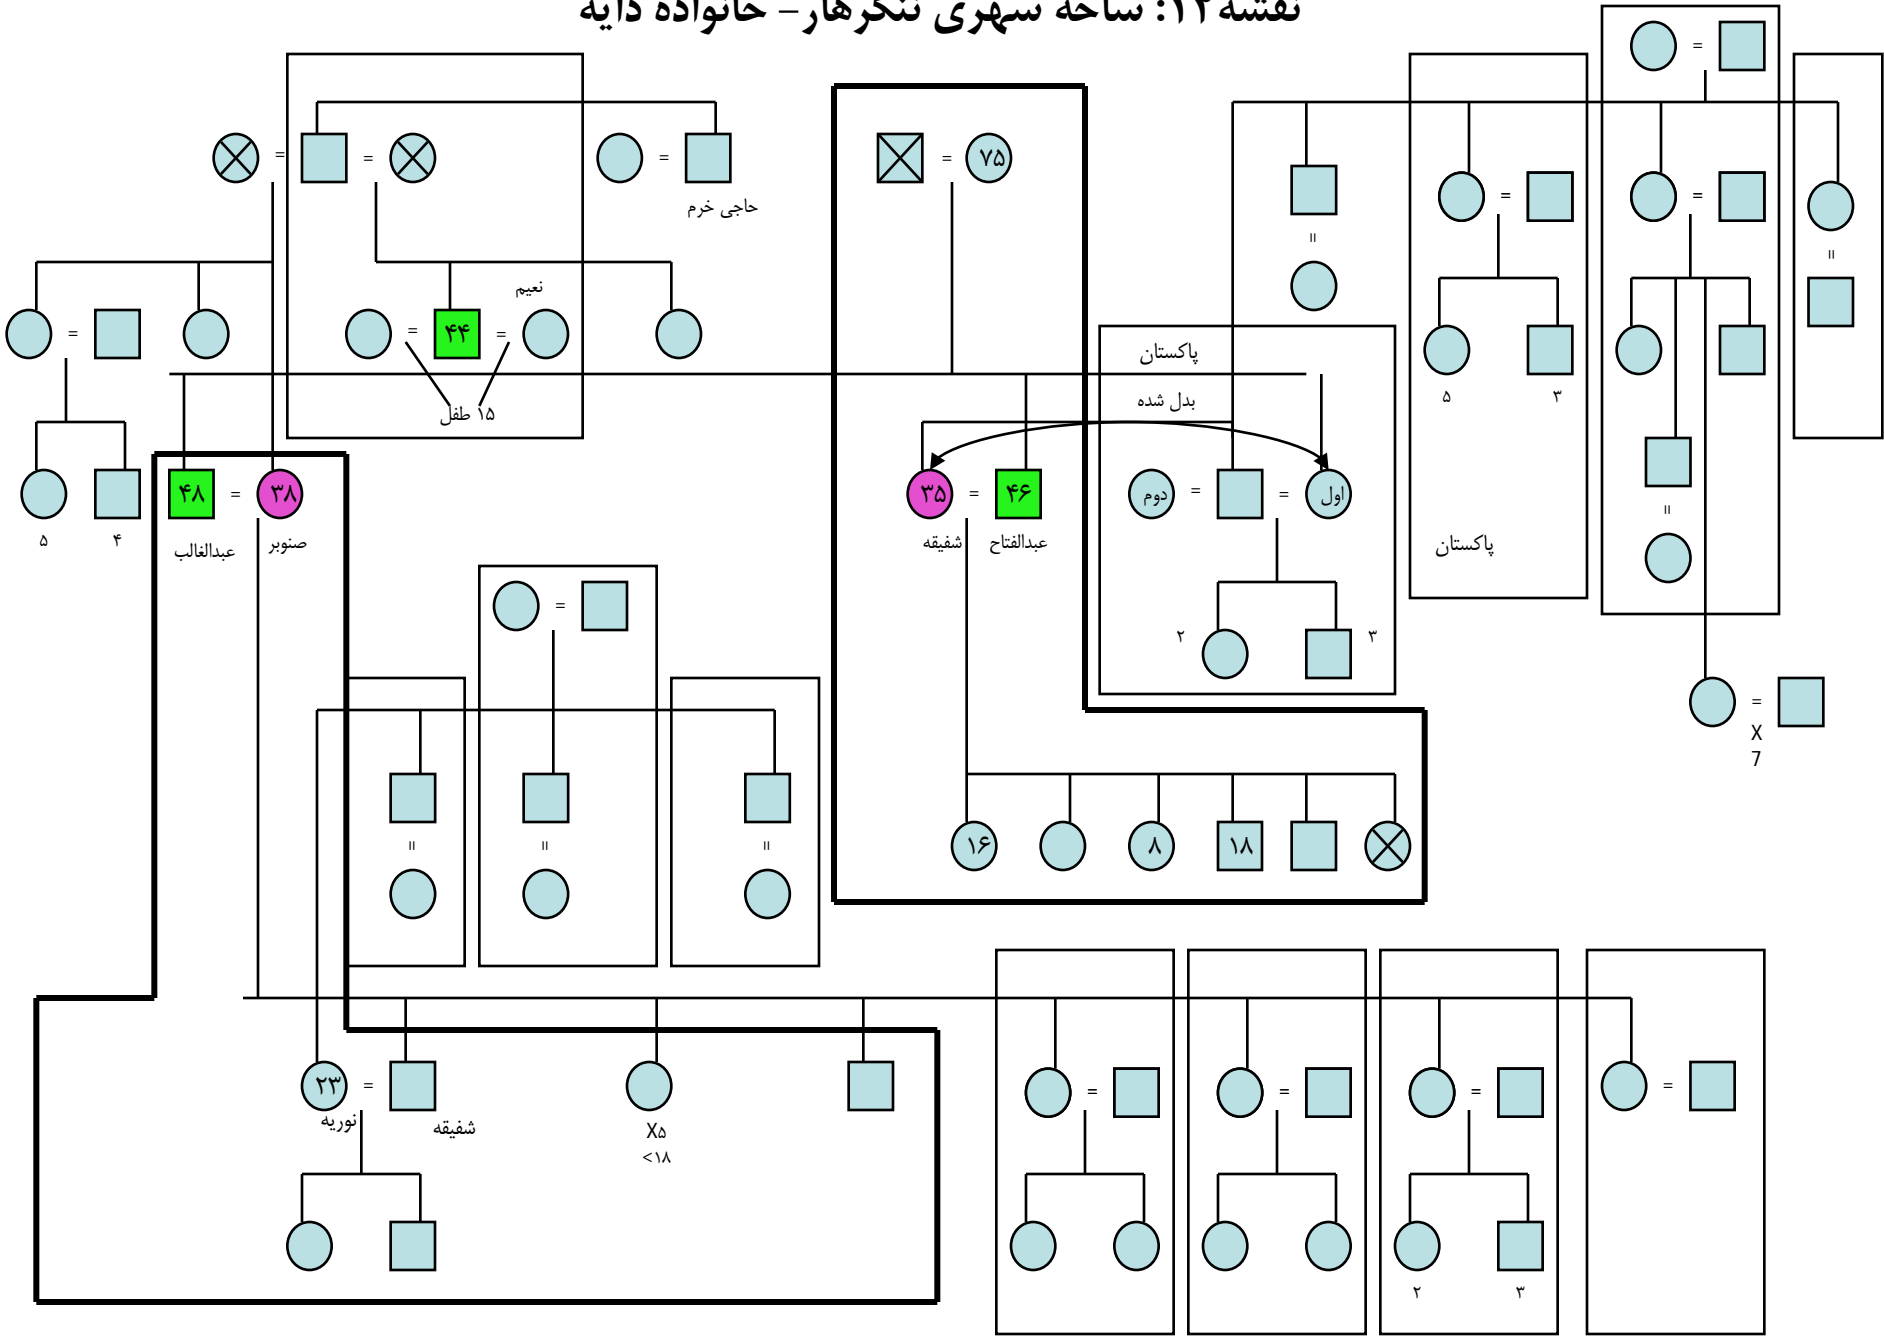 نقشه ۱۲: ساحه شهری ننگرهار- خانواده دایه
=
=
=
=
=
۷۵
حاجی خرم
=
=
=
=
نعیم
=
=
۴۴
=
پاکستان
۱۵ طفل
بدل شده
۵
۳
۴۸
=
۳۸
۳۵
=
۴۶
دوم
=
=
اول
=
۵
۴
عبدالغالب
صنوبر
شفیقه
عبدالفتاح
پاکستان
=
۲
۳
=
X
7
=
=
=
۱۶
۸
۱۸
۲۳
=
=
=
=
=
نوریه
شفیقه
X۵
<۱۸
۲
۳